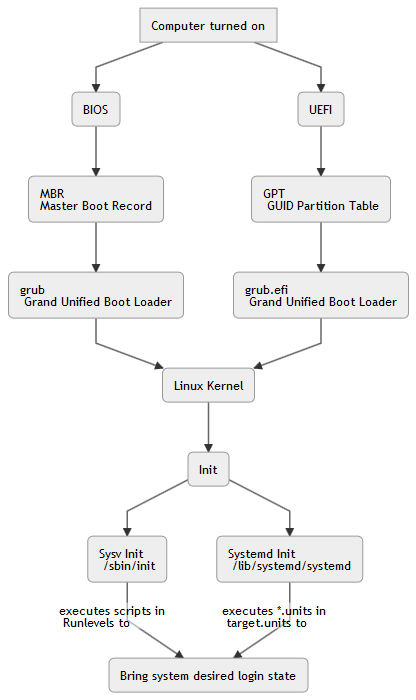 Computer turned on
BIOS
UEFI
MBR
Master Boot Record
GPT
GUID Partition Table
grub
Grand Unified Boot Loader
grub.efi
Grand Unified Boot Loader
Linux Kernel
Init
Sysv Init
/sbin/init
Systemd Init
/lib/systemd/systemd
executes scripts in
Runlevels to
executes *.units in
target.units to
Bring system desired login state